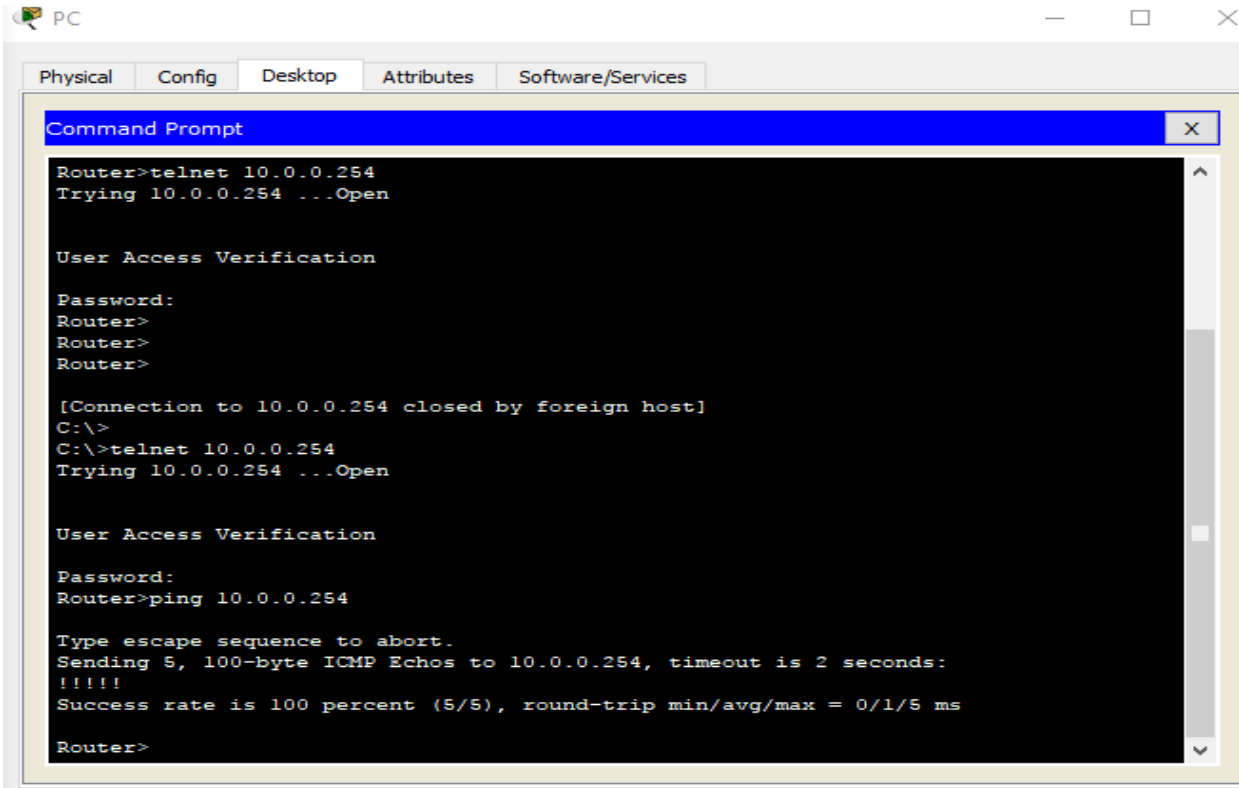 PC
Physical Config Desktop Attributes Software/Services
Command Prompt
X
Router>telnet 10.0.0.254
Trying 10.0.0.254 ...Open
User Access Verification
Password:
Router>
Router>
Router>
[Connection to 10.0.0.254 closed by foreign host]
C:\>
C:\>telnet 10.0.0.254
Trying 10.0.0.254 ...Open
User Access Verification
Password:
Router>ping 10.0.0.254
Type escape sequence to abort.
Sending 5, 100-byte ICMP Echos to 10.0.0.254, timeout is 2 seconds:
!!!!!
Success rate is 100 percent (5/5), round-trip min/avg/max = 0/1/5 ms
Router>